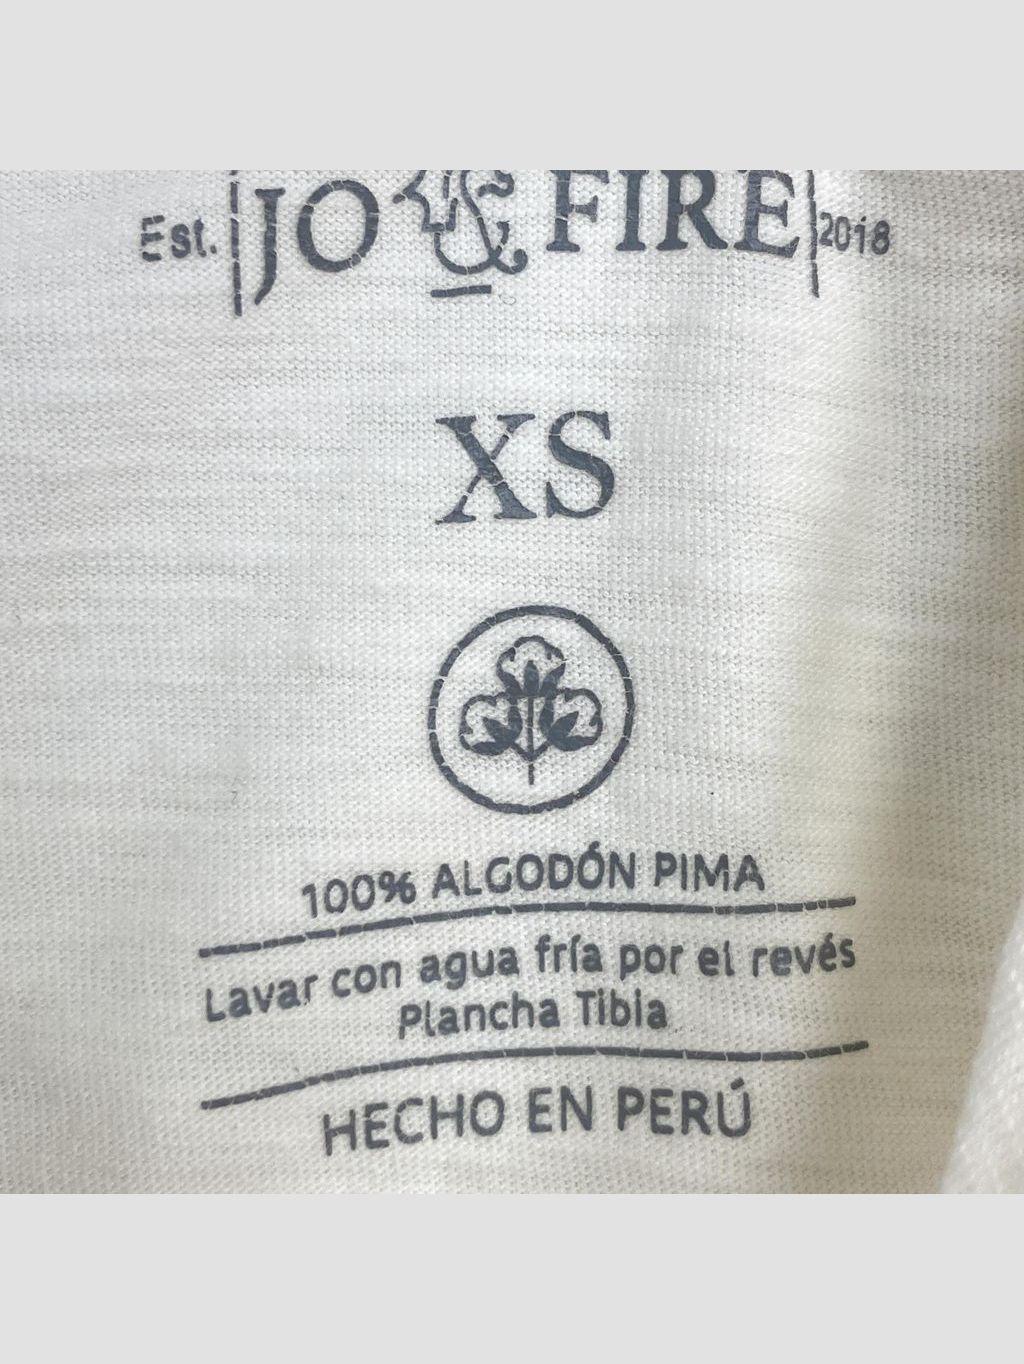 Est. JO FIRE 2018
XS
100% ALGODÓN PIMA
Lavar con agua fría por el revés
Plancha Tibia
HECHO EN PERÚ